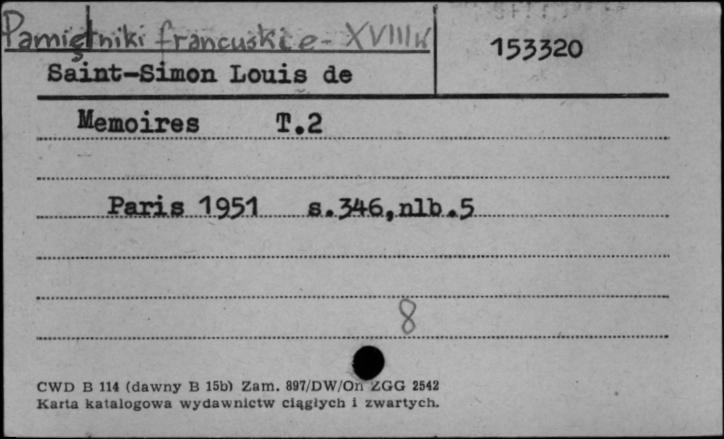 Pamiętniki francuskie - XVIII w
153320
Saint-Simon Louis de
Memoires T.2
Paris 1951 s.346,nlb.5
8
CWD B 114 (dawny B 15b) Zam. 897/DW/On ZGG 2542
Karta katalogowa wydawnictw ciągłych i zwartych.